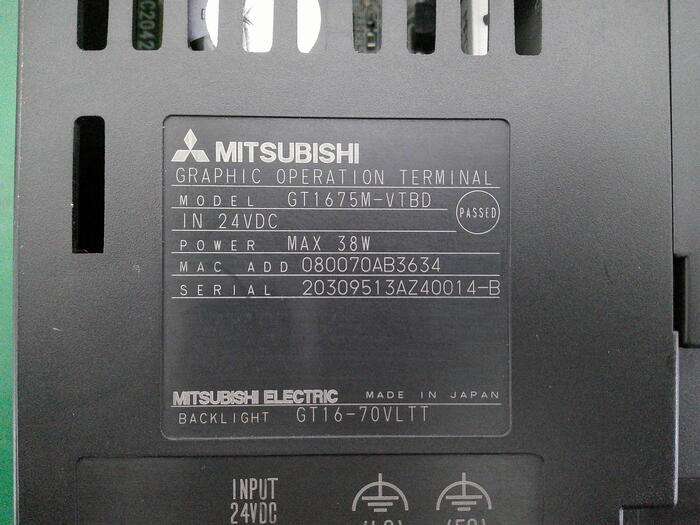 C2042
MITSUBISHI
GRAPHIC OPERATION TERMINAL
MODEL GT1675M-VTBD
PASSED
IN 24VDC
POWER MAX 38W
MAC ADD 080070AB3634
SERIAL 20309513AZ40014-B
MITSUBISHI ELECTRIC MADE IN JAPAN
BACKLIGHT GT16-70VLTT
INPUT
24VDC